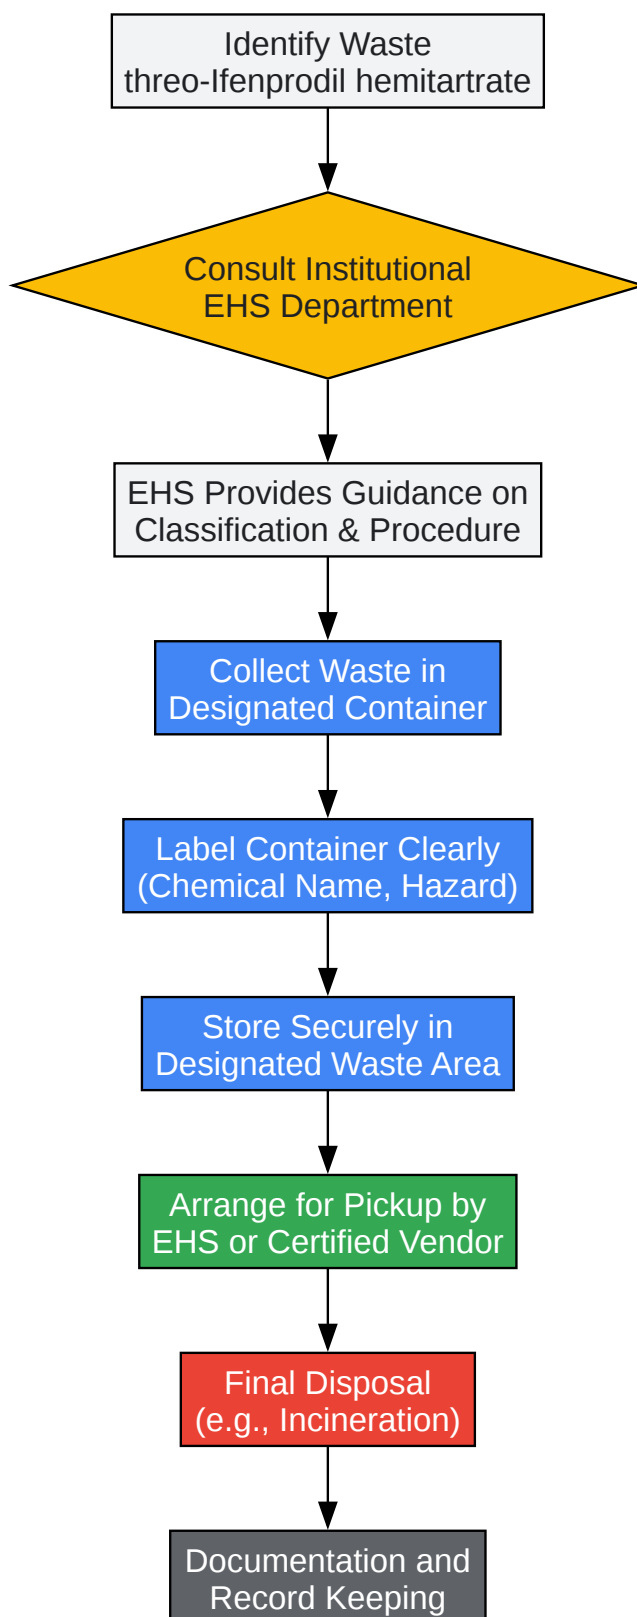 Identify Waste
threo-Ifenprodil hemitartrate
Consult Institutional
EHS Department
EHS Provides Guidance on
Classification & Procedure
Collect Waste in
Designated Container
Label Container Clearly
(Chemical Name, Hazard)
Store Securely in
Designated Waste Area
Arrange for Pickup by
EHS or Certified Vendor
Final Disposal
(e.g., Incineration)
Documentation and
Record Keeping